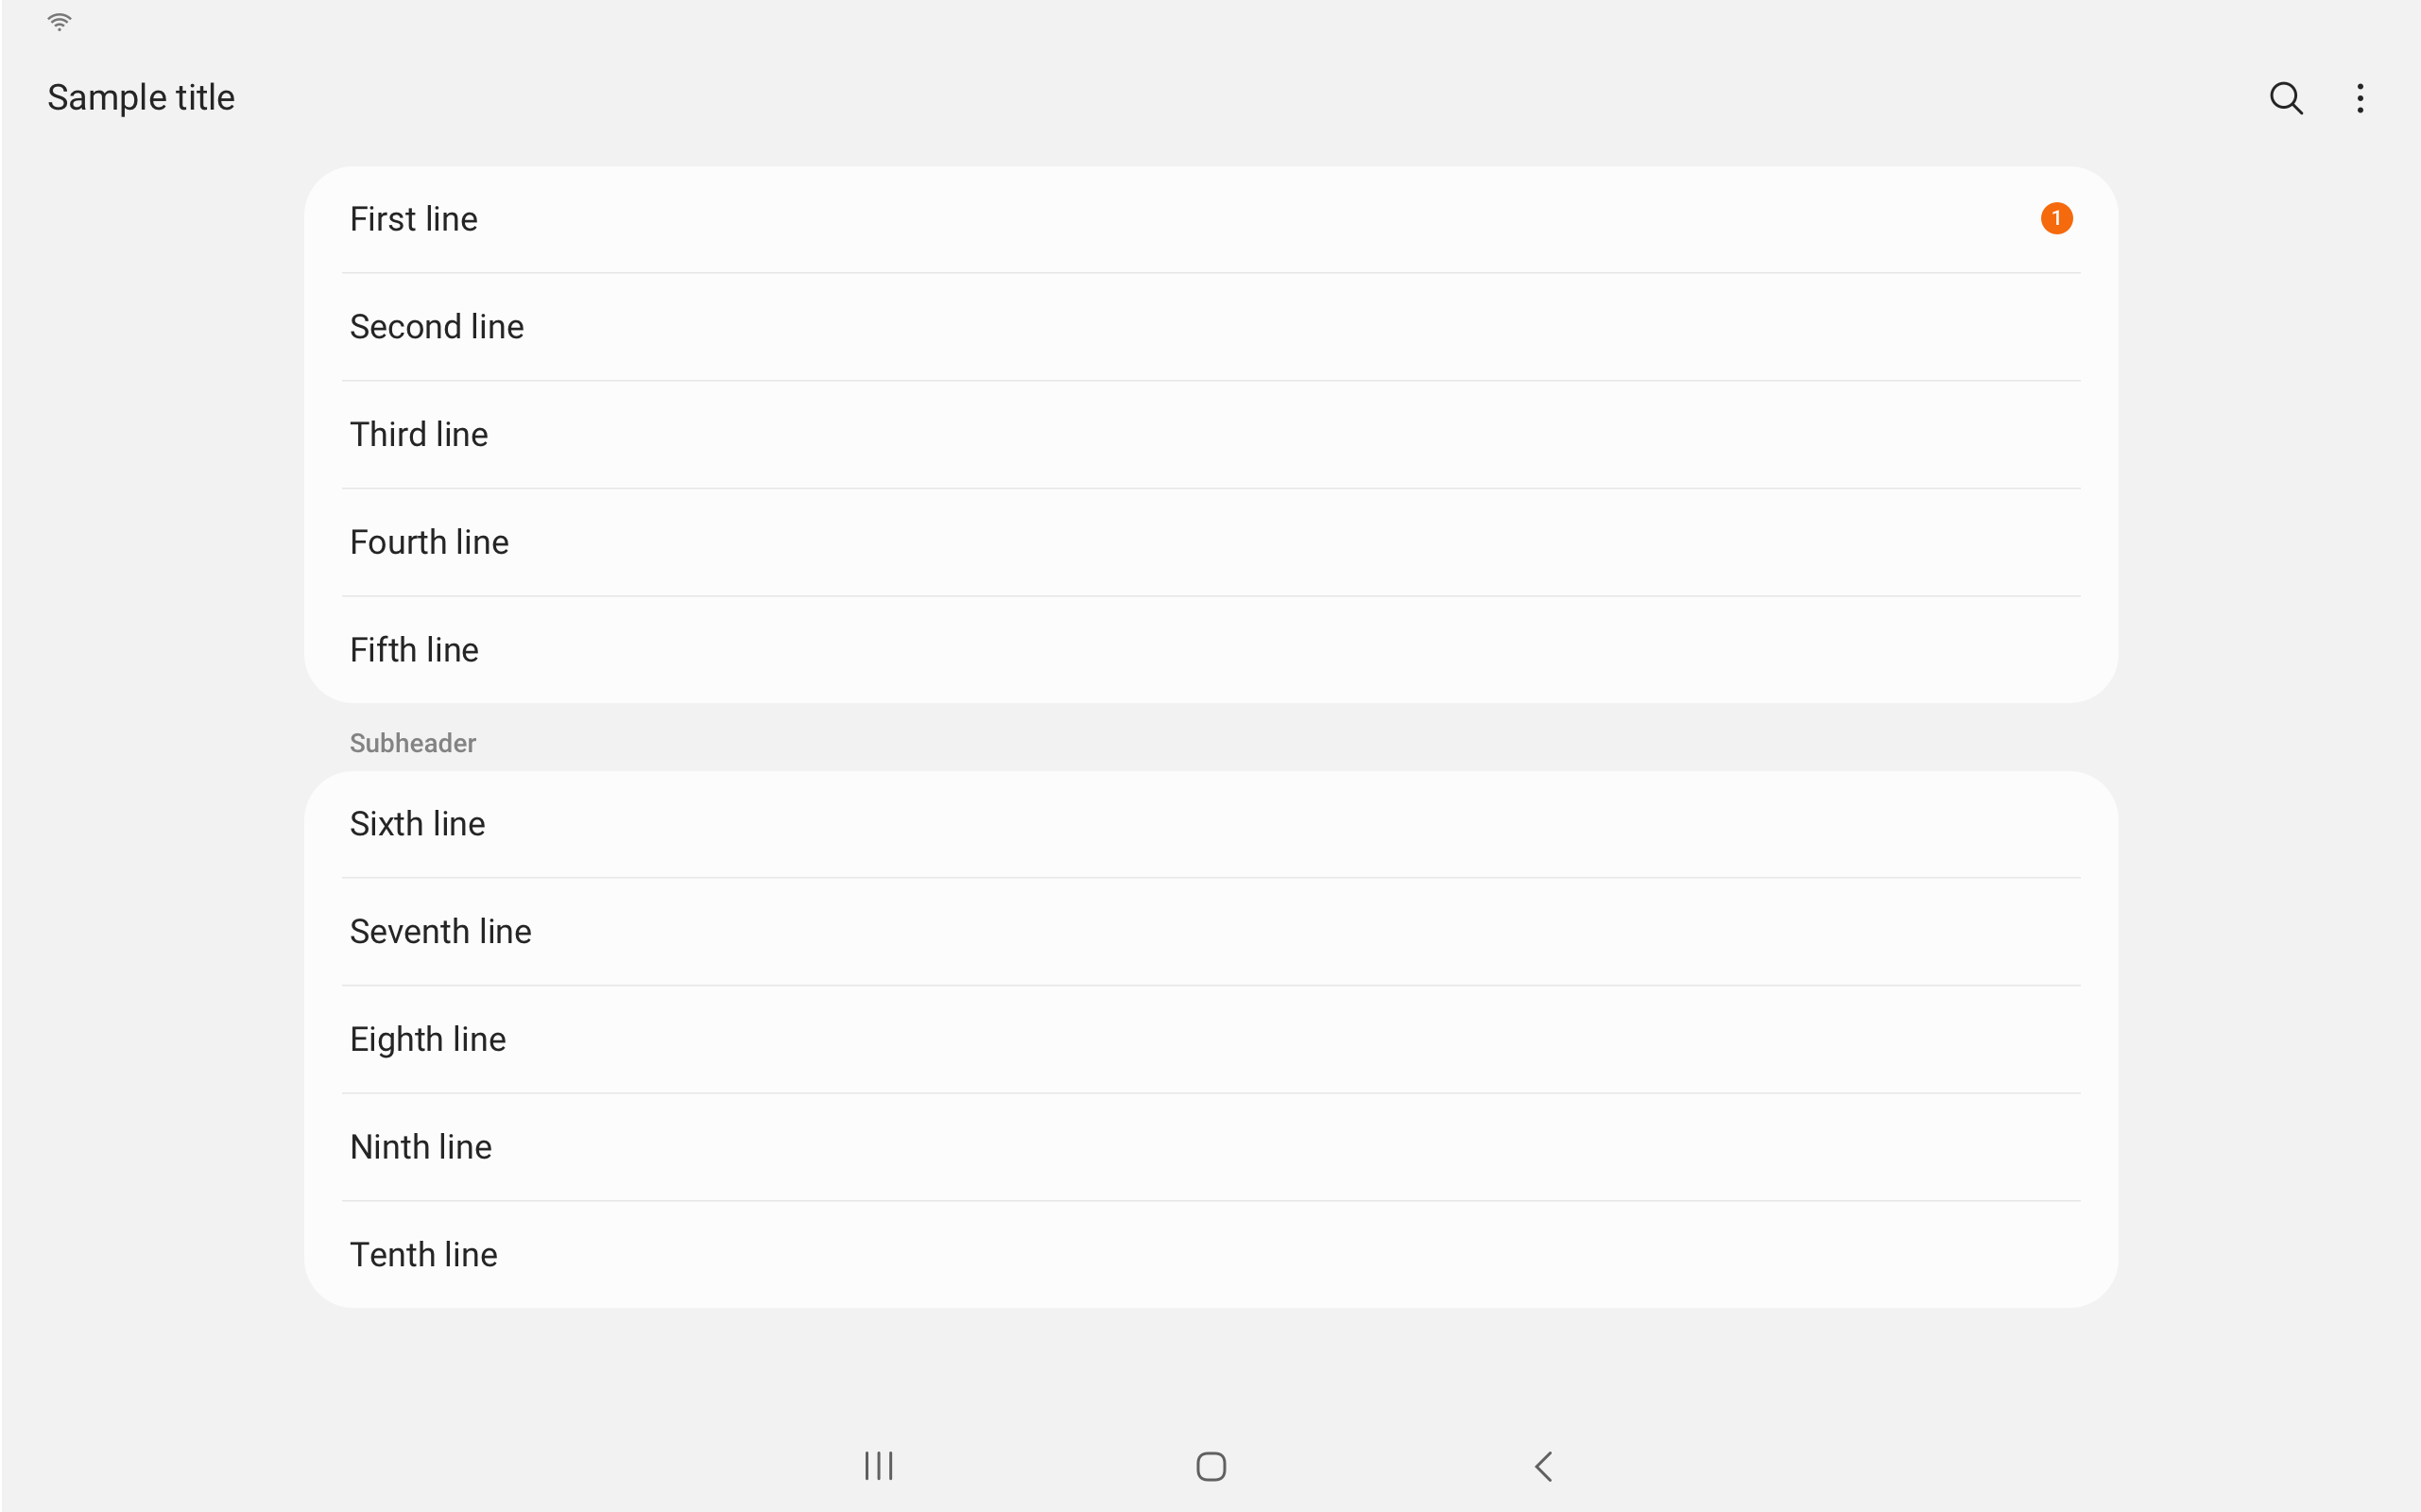 Sample title
First line
1
Second line
Third line
Fourth line
Fifth line
Subheader
Sixth line
Seventh line
Eighth line
Ninth line
Tenth line